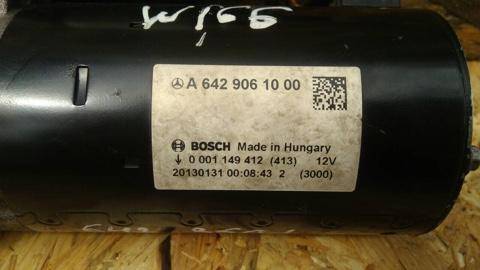 W166
A 642 906 10 00
BOSCH Made in Hungary
0 001 149 412 (413) 12V
20130131 00:08:43 2 (3000)